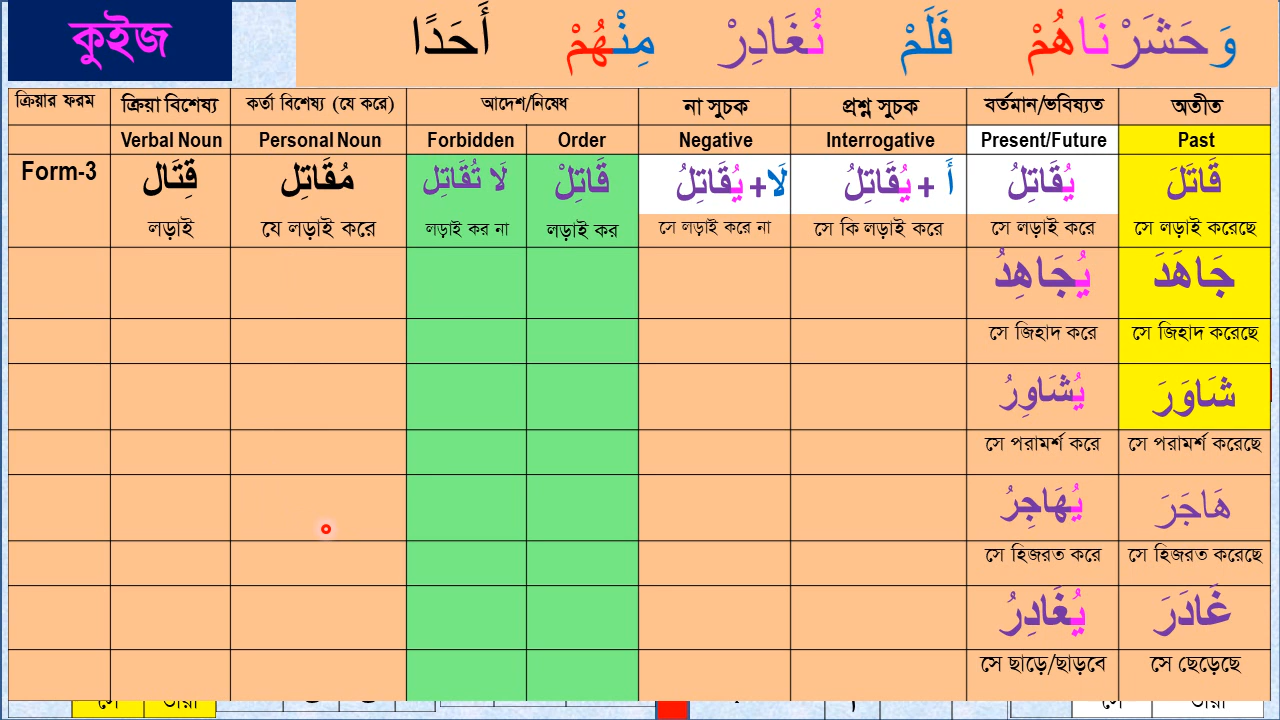 কুইজ
وَحَشَرْنَاهُمْ فَلَمْ نُغَادِرْ مِنْهُمْ أَحَدًا
ক্রিয়ার ফরম ক্রিয়া বিশেষ্য কর্তা বিশেষ্য (যে করে) আদেশ/নিষেধ না সুচক প্রশ্ন সুচক বর্তমান/ভবিষ্যত অতীত
Verbal Noun Personal Noun Forbidden Order Negative Interrogative Present/Future Past
Form-3 قِتَال مُقَاتِل لَا تُقَاتِل قَاتِلْ لَا + يُقَاتِلُ أَ + يُقَاتِلُ يُقَاتِلُ قَاتَلَ
লড়াই যে লড়াই করে লড়াই কর না লড়াই কর সে লড়াই করে না সে কি লড়াই করে সে লড়াই করে সে লড়াই করেছে
يُجَاهِدُ جَاهَدَ
সে জিহাদ করে সে জিহাদ করেছে
يُشَاوِرُ شَاوَرَ
সে পরামর্শ করে সে পরামর্শ করেছে
يُهَاجِرُ هَاجَرَ
সে হিজরত করে সে হিজরত করেছে
يُغَادِرُ غَادَرَ
সে ছাড়ে/ছাড়বে সে ছেড়েছে